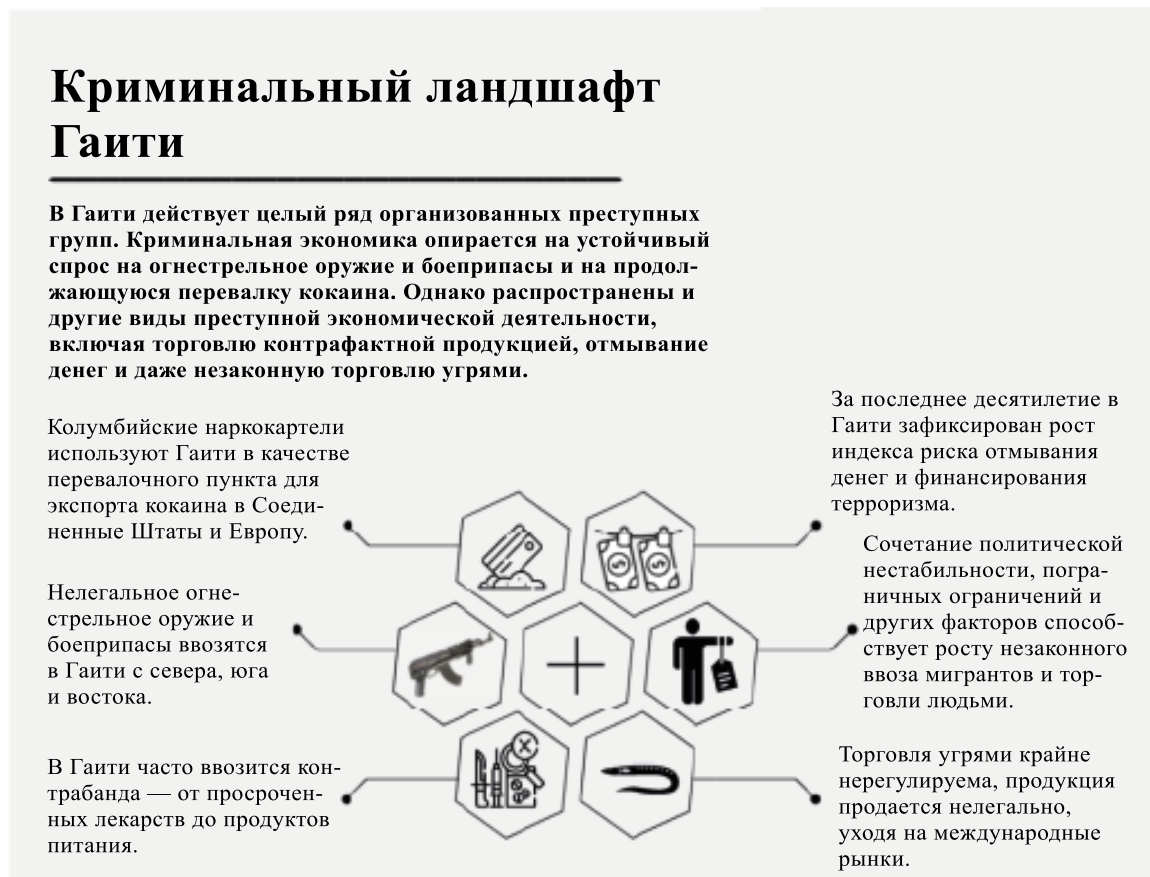 Криминальный ландшафт
Гаити
В Гаити действует целый ряд организованных преступных
групп. Криминальная экономика опирается на устойчивый
спрос на огнестрельное оружие и боеприпасы и на продол-
жающуюся перевалку кокаина. Однако распространены и
другие виды преступной экономической деятельности,
включая торговлю контрафактной продукцией, отмывание
денег и даже незаконную торговлю угрями.
Колумбийские наркокартели
используют Гаити в качестве
перевалочного пункта для
экспорта кокаина в Соеди-
ненные Штаты и Европу.
Нелегальное огне-
стрельное оружие и
боеприпасы ввозятся
в Гаити с севера, юга
и востока.
В Гаити часто ввозится кон-
трабанда — от просрочен-
ных лекарств до продуктов
питания.
За последнее десятилетие в
Гаити зафиксирован рост
индекса риска отмывания
денег и финансирования
терроризма.
Сочетание политической
нестабильности, погра-
ничных ограничений и
других факторов способ-
ствует росту незаконного
ввоза мигрантов и тор-
говли людьми.
Торговля угрями крайне
нерегулируема, продукция
продается нелегально,
уходя на международные
рынки.